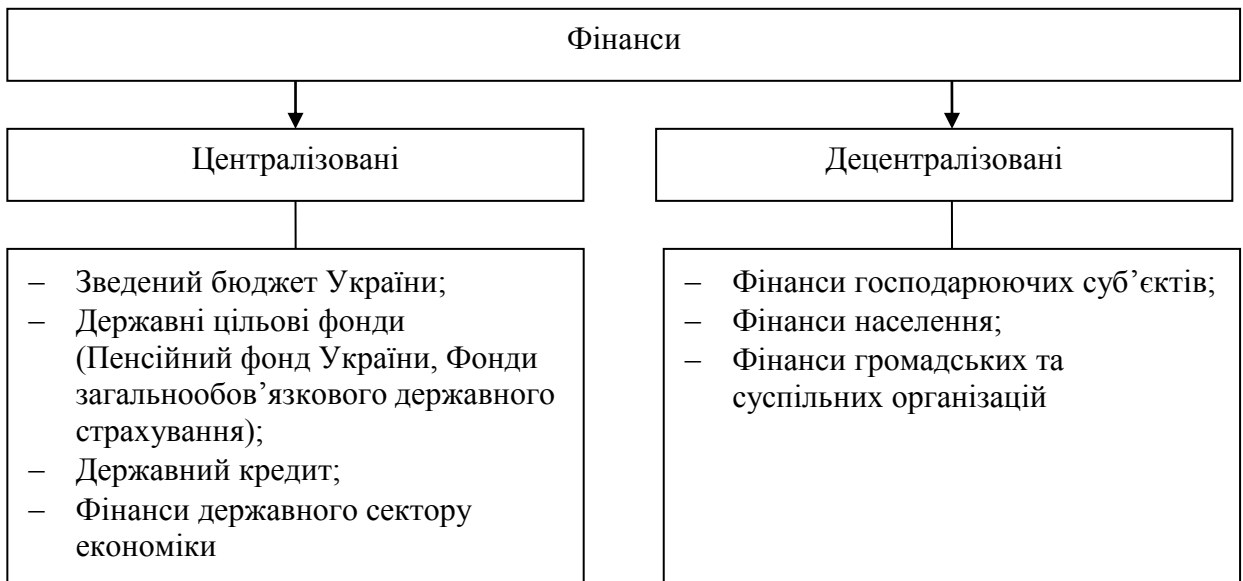 Фінанси
Централізовані
Децентралізовані
– Зведений бюджет України;
– Державні цільові фонди
(Пенсійний фонд України, Фонди
загальнообов’язкового державного
страхування);
– Державний кредит;
– Фінанси державного сектору
економіки
– Фінанси господарюючих суб’єктів;
– Фінанси населення;
– Фінанси громадських та
суспільних організацій